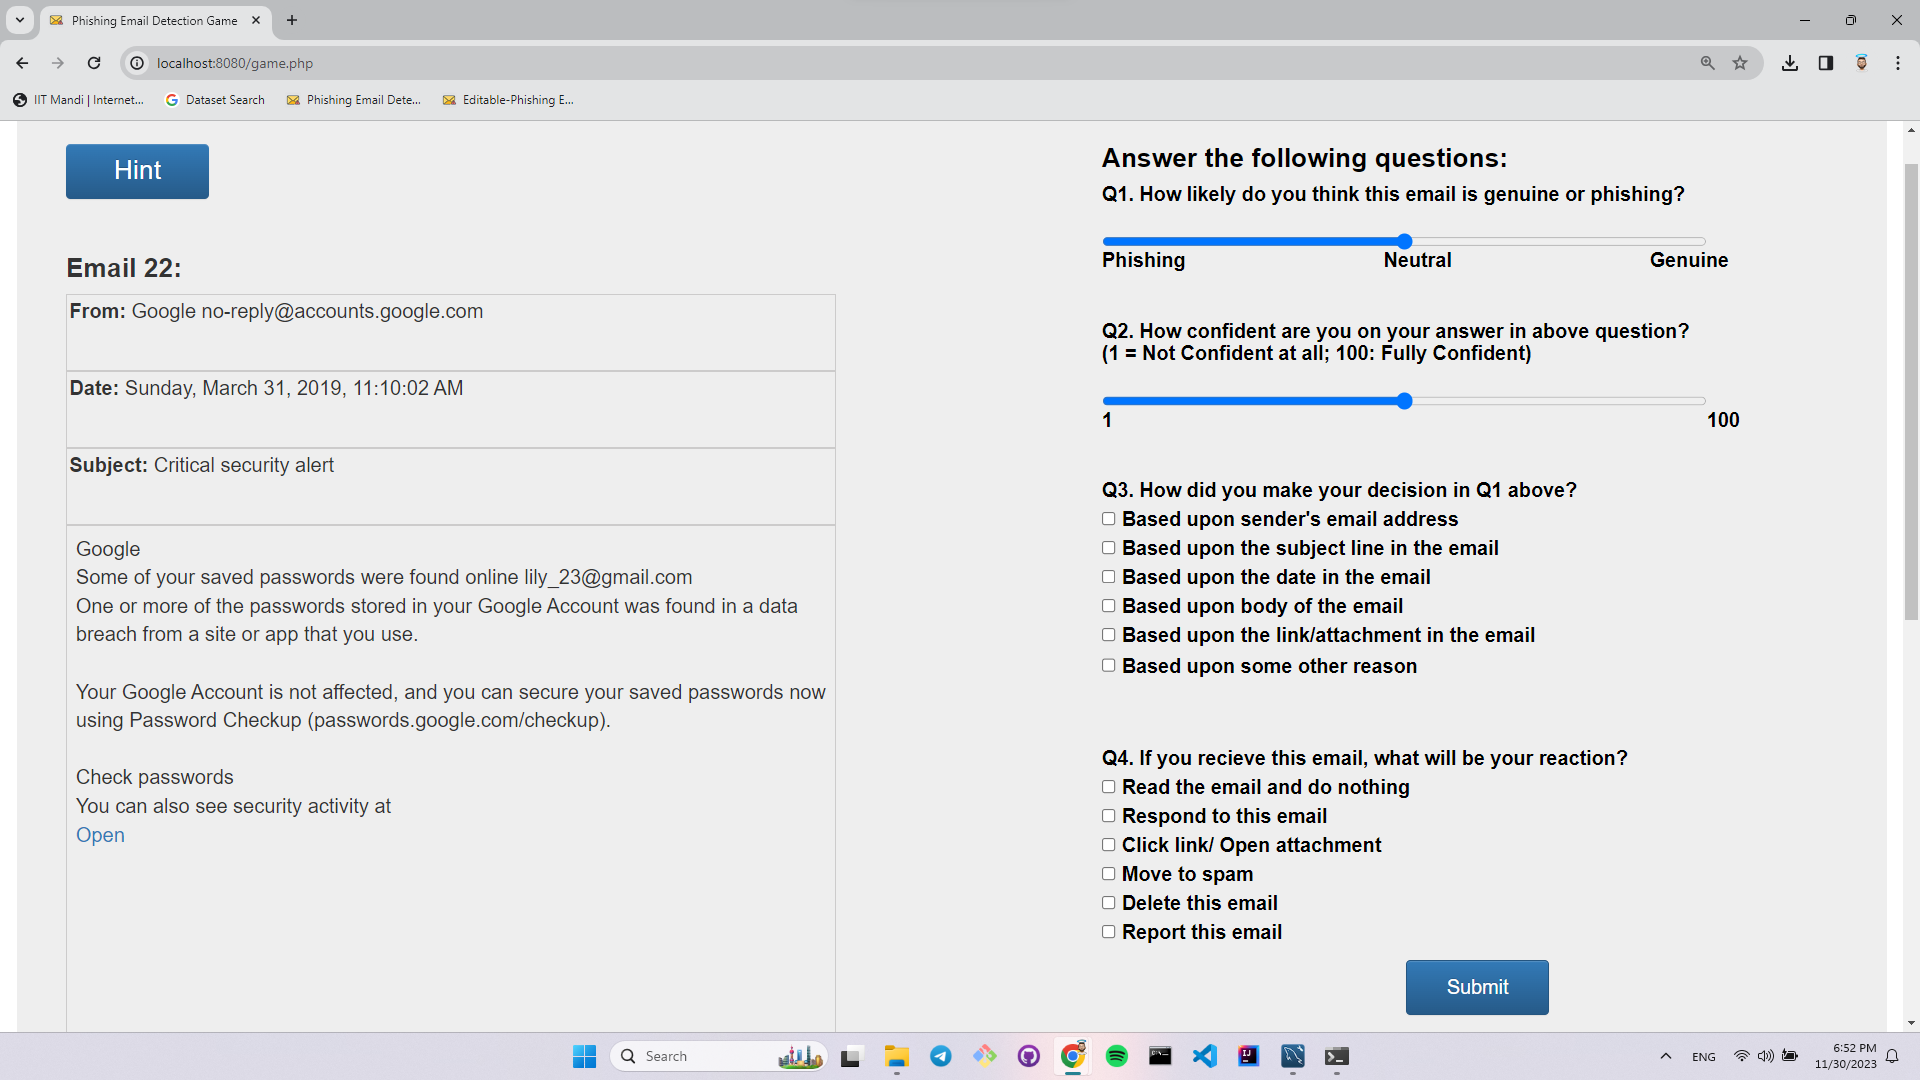 Phishing Email Detection Game
localhost:8080/game.php
IIT Mandi | Internet...
Dataset Search
Phishing Email Dete...
Editable-Phishing E...
Hint
Email 22:
From: Google no-reply@accounts.google.com
Date: Sunday, March 31, 2019, 11:10:02 AM
Subject: Critical security alert
Google
Some of your saved passwords were found online lily_23@gmail.com
One or more of the passwords stored in your Google Account was found in a data
breach from a site or app that you use.
Your Google Account is not affected, and you can secure your saved passwords now
using Password Checkup (passwords.google.com/checkup).
Check passwords
You can also see security activity at
Open
Answer the following questions:
Q1. How likely do you think this email is genuine or phishing?
Phishing Neutral Genuine
Q2. How confident are you on your answer in above question?
(1 = Not Confident at all; 100: Fully Confident)
1 100
Q3. How did you make your decision in Q1 above?
Based upon sender's email address
Based upon the subject line in the email
Based upon the date in the email
Based upon body of the email
Based upon the link/attachment in the email
Based upon some other reason
Q4. If you recieve this email, what will be your reaction?
Read the email and do nothing
Respond to this email
Click link/ Open attachment
Move to spam
Delete this email
Report this email
Submit
Search
IJ
ENG
6:52 PM
11/30/2023